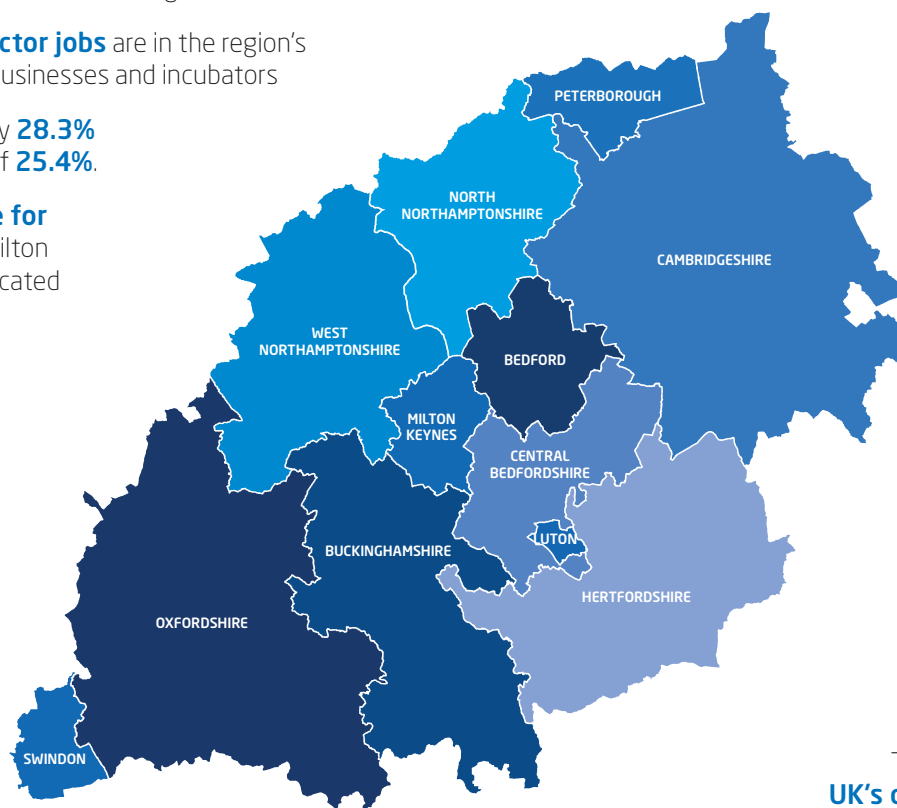 ctor jobs are in the region's
usinesses and incubators
y 28.3%
f 25.4%.
e for
ilton
cated
PETERBOROUGH
NORTH
NORTHAMPTONSHIRE
CAMBRIDGESHIRE
WEST
NORTHAMPTONSHIRE
BEDFORD
MILTON
KEYNES
CENTRAL
BEDFORDSHIRE
LUTON
BUCKINGHAMSHIRE
HERTFORDSHIRE
OXFORDSHIRE
SWINDON
UK's